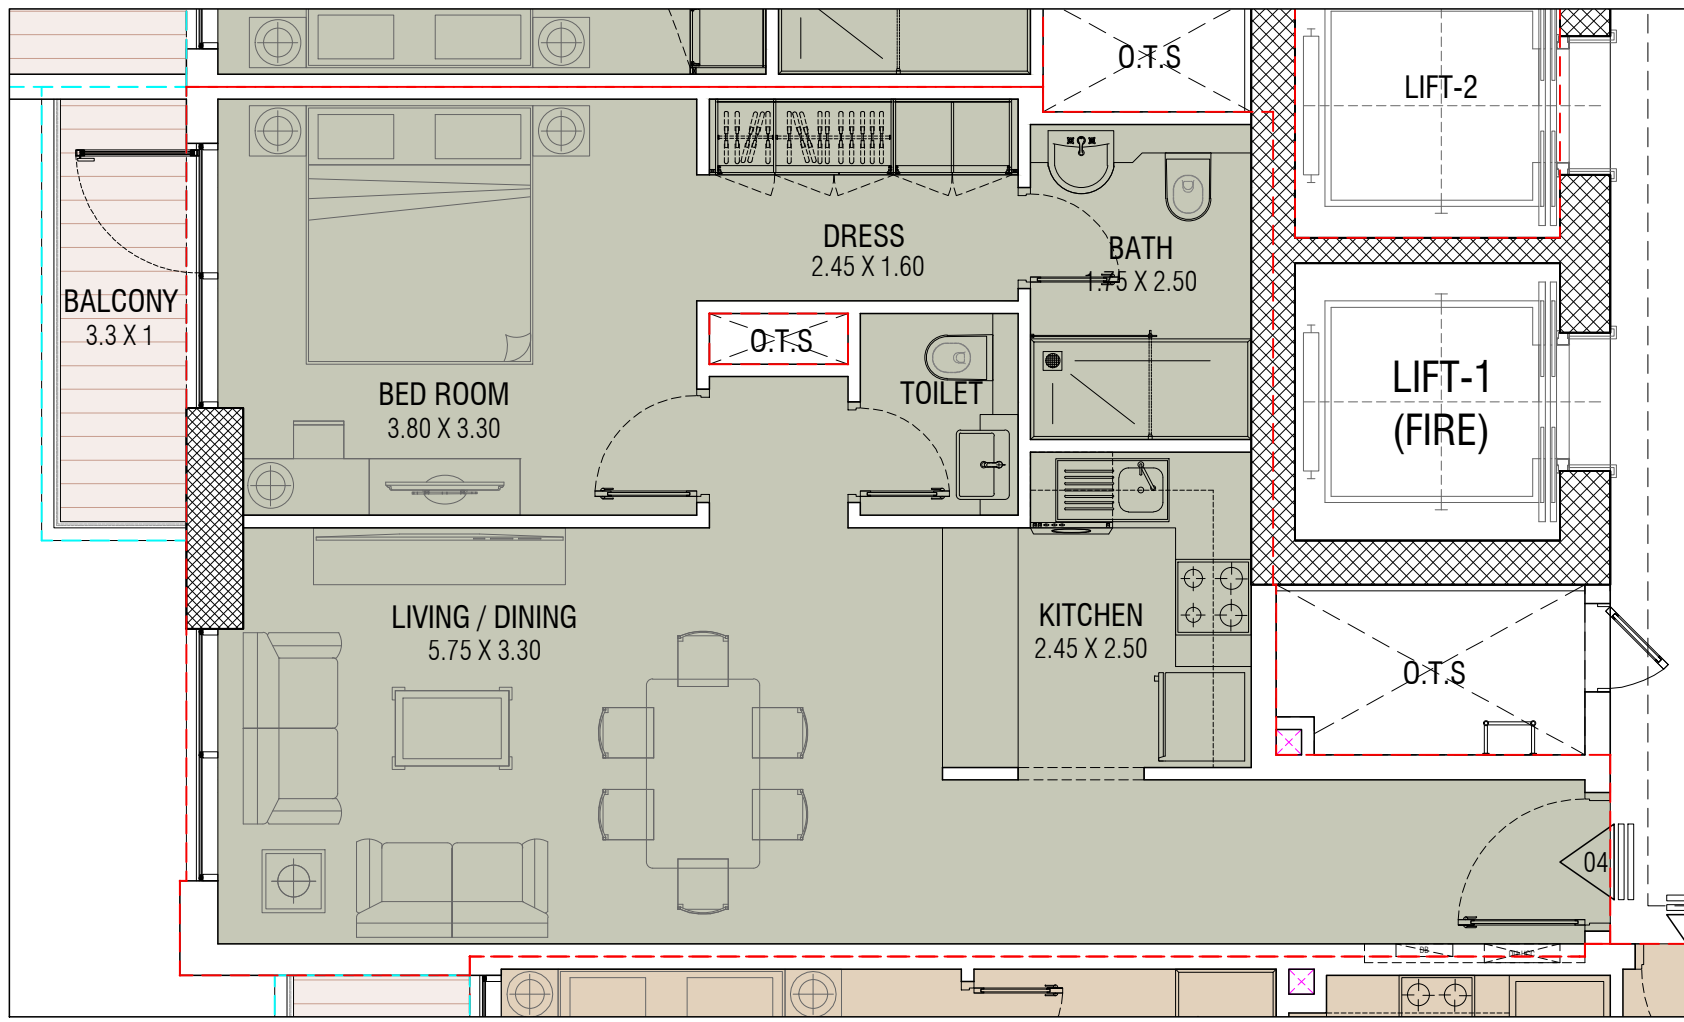 O.T.S
LIFT-2
DRESS
2.45 X 1.60
BATH
1.75 X 2.50
BALCONY
3.3 X 1
O.T.S
TOILET
BED ROOM
3.80 X 3.30
LIFT-1
(FIRE)
LIVING / DINING
5.75 X 3.30
KITCHEN
2.45 X 2.50
O.T.S
04
DB